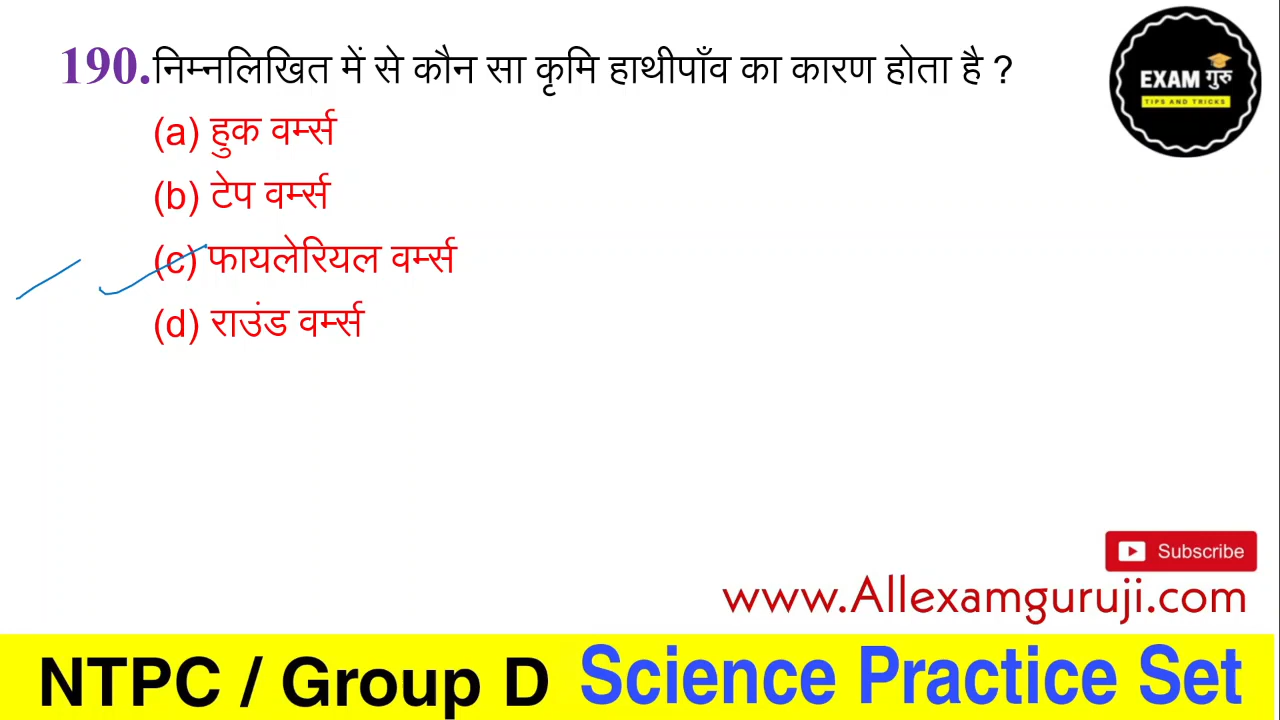 190.निम्नलिखित में से कौन सा कृमि हाथीपाँव का कारण होता है ?
(a) हुक वर्म्स
(b) टेप वर्म्स
(c) फायलेरियल वर्म्स
(d) राउंड वर्म्स
EXAM गुरु
TIPS AND TRICKS
Subscribe
www.Allexamguruji.com
NTPC / Group D Science Practice Set